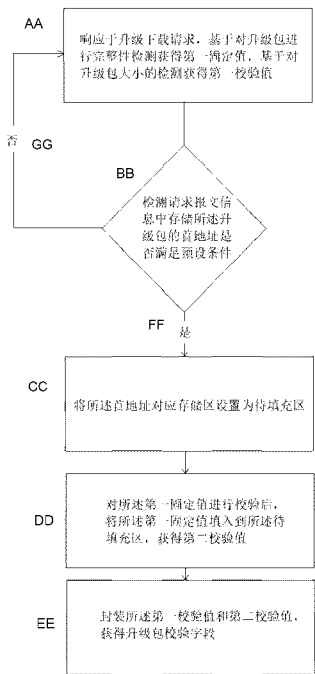 AA
响应于升级下载请求，基于对升级包进
行完整性检测获得第一固定值，基于对
升级包大小的检测获得第一校验值
否
GG
BB
检测请求报文信
息中存储所述升
级包的首地址是
否满足预设条件
FF
是
CC
将所述首地址对应存储区设置为待填充区
DD
对所述第一固定值进行校验后，
将所述第一固定值填入到所述待
填充区，获得第二校验值
EE
封装所述第一校验值和第二校验值，
获得升级包校验字段